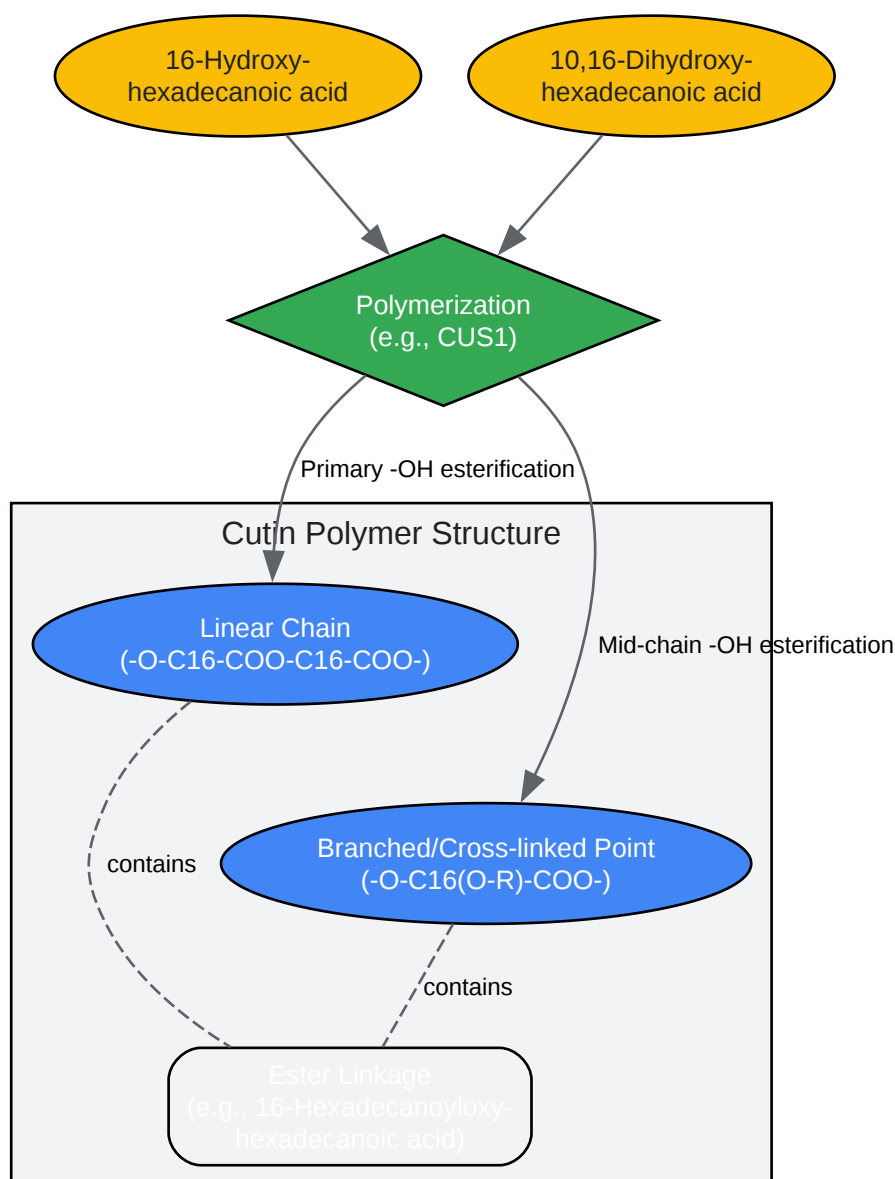 16-Hydroxy-
hexadecanoic acid
10,16-Dihydroxy-
hexadecanoic acid
Polymerization
(e.g., CUS1)
Primary -OH esterification
Cutin Polymer Structure
Linear Chain
(-O-C16-COO-C16-COO-)
Mid-chain -OH esterification
Branched/Cross-linked Point
(-O-C16(O-R)-COO-)
contains
contains
Ester Linkage
(e.g., 16-Hexadecanoyloxy-
hexadecanoic acid)